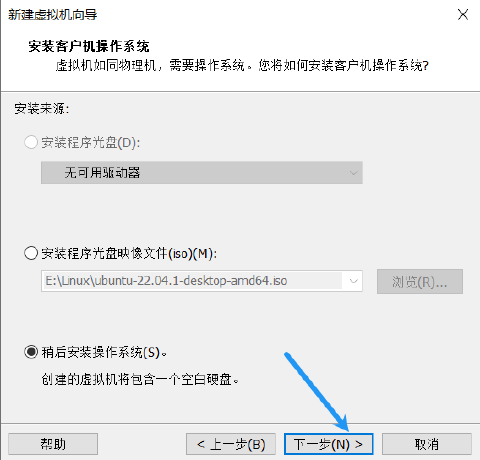 新建虚拟机向导
安装客户机操作系统
虚拟机如同物理机，需要操作系统。您将如何安装客户机操作系统?
安装来源:
安装程序光盘(D):
无可用驱动器
安装程序光盘映像文件(iso)(M):
E:\Linux\ubuntu-22.04.1-desktop-amd64.iso
浏览(R)...
稍后安装操作系统(S)。
创建的虚拟机将包含一个空白硬盘。
帮助
< 上一步(B)
下一步(N) >
取消